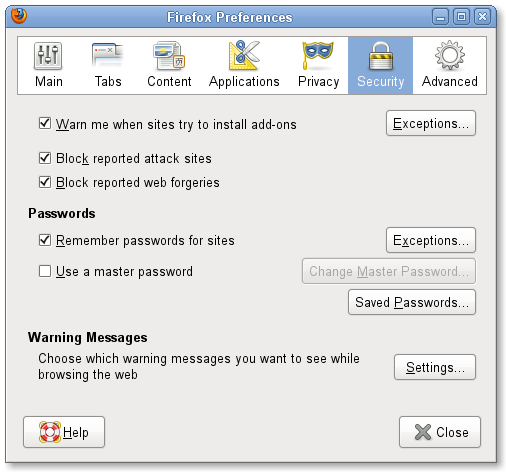 Firefox Preferences
Main Tabs Content Applications Privacy Security Advanced
Warn me when sites try to install add-ons Exceptions...
Block reported attack sites
Block reported web forgeries
Passwords
Remember passwords for sites Exceptions...
Use a master password Change Master Password...
Saved Passwords...
Warning Messages
Choose which warning messages you want to see while
browsing the web
Settings...
Help Close